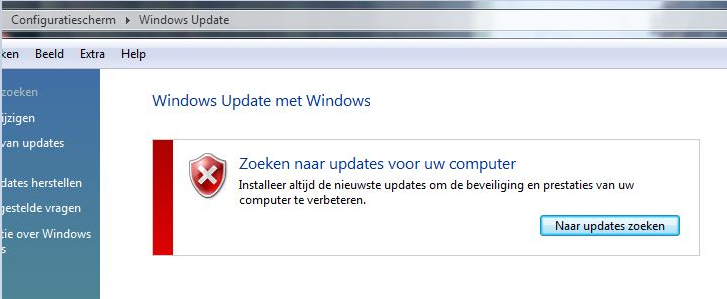 Configuratiescherm ▸ Windows Update
ken Beeld Extra Help
zoeken
ijzigen
van updates
dates herstellen
gestelde vragen
tie over Windows
s
Windows Update met Windows
Zoeken naar updates voor uw computer
Installeer altijd de nieuwste updates om de beveiliging en prestaties van uw
computer te verbeteren.
Naar updates zoeken